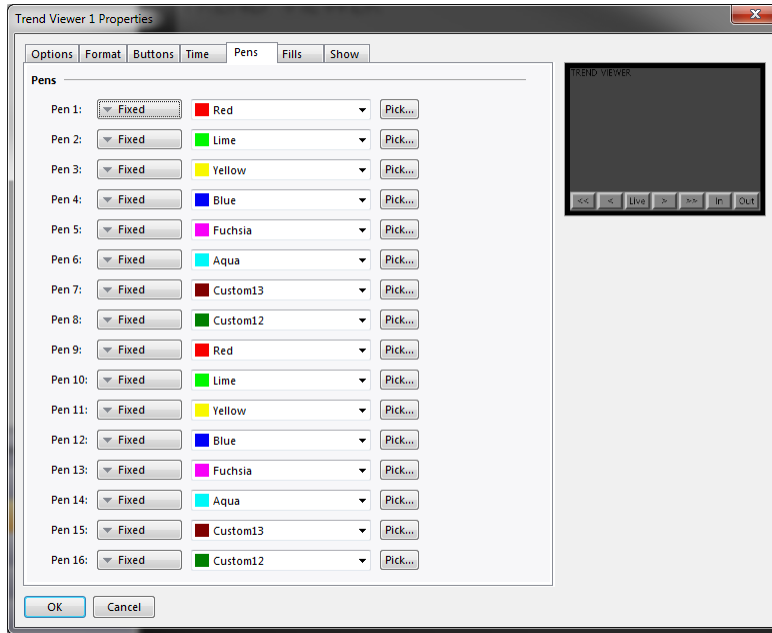 Trend Viewer 1 Properties
Options Format Buttons Time Pens Fills Show
Pens
Pen 1: Fixed Red Pick...
Pen 2: Fixed Lime Pick...
Pen 3: Fixed Yellow Pick...
Pen 4: Fixed Blue Pick...
Pen 5: Fixed Fuchsia Pick...
Pen 6: Fixed Aqua Pick...
Pen 7: Fixed Custom13 Pick...
Pen 8: Fixed Custom12 Pick...
Pen 9: Fixed Red Pick...
Pen 10: Fixed Lime Pick...
Pen 11: Fixed Yellow Pick...
Pen 12: Fixed Blue Pick...
Pen 13: Fixed Fuchsia Pick...
Pen 14: Fixed Aqua Pick...
Pen 15: Fixed Custom13 Pick...
Pen 16: Fixed Custom12 Pick...
OK Cancel
TREND VIEWER
<< < Live > >> In Out